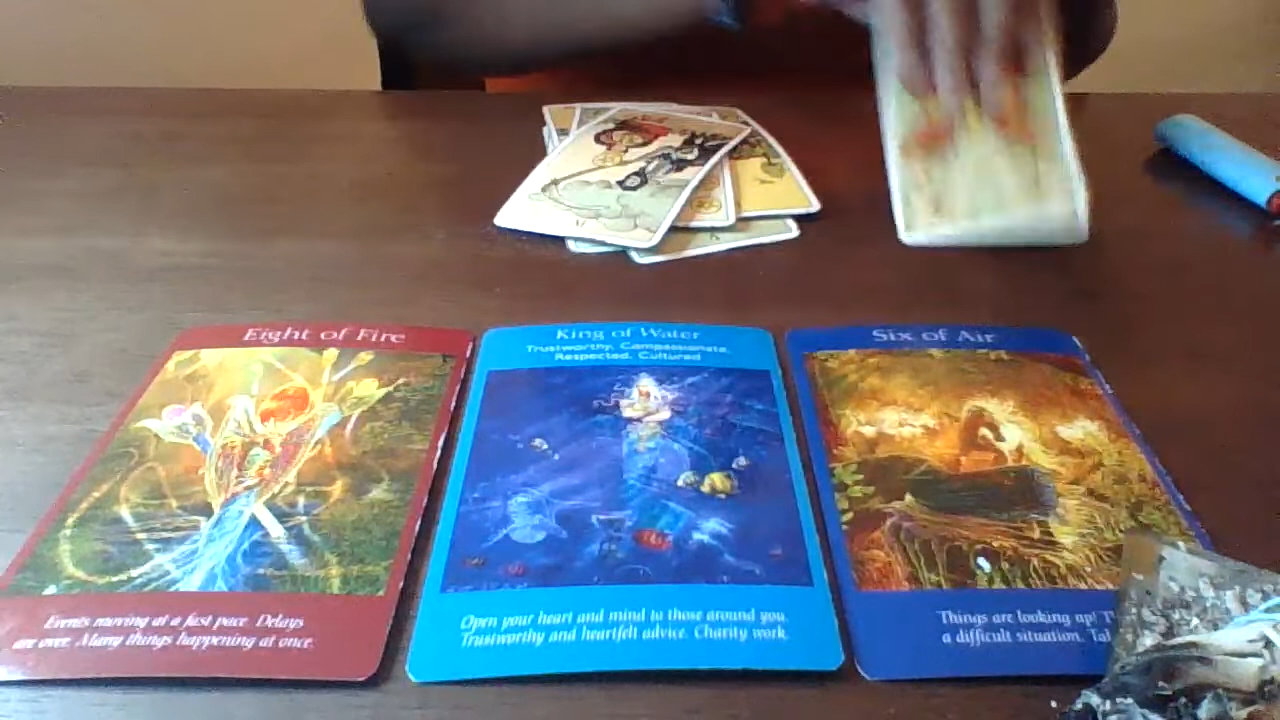 Eight of Fire
Events moving at a fast pace. Delays
are over. Many things happening at once.
King of Water
Trustworthy, Compassionate,
Respected, Cultured
Open your heart and mind to those around you.
Trustworthy and heartfelt advice. Charity work.
Six of Air
Things are looking up!
a difficult situation.